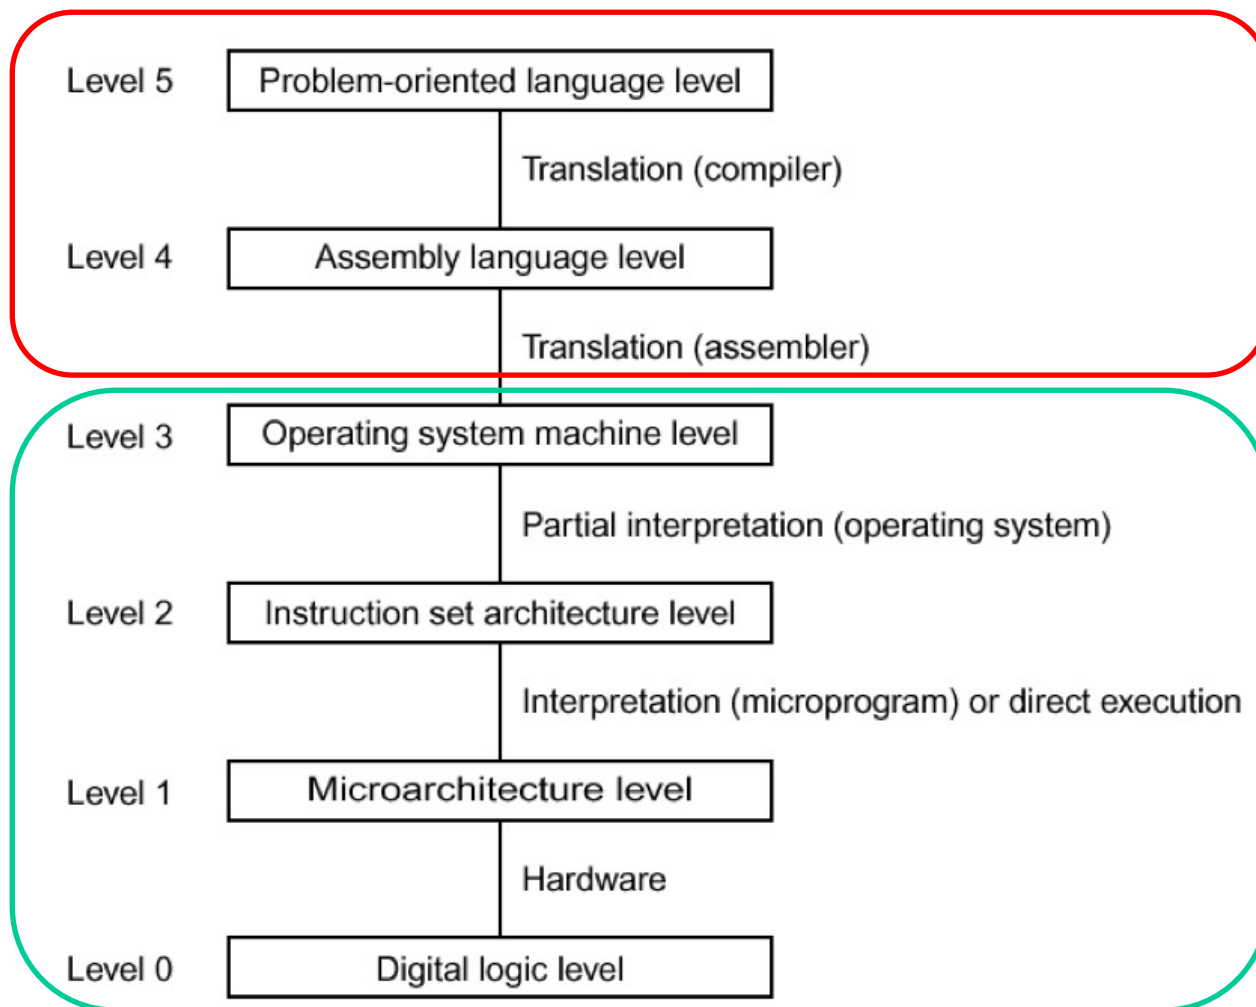 Level 5 Problem-oriented language level
Translation (compiler)
Level 4 Assembly language level
Translation (assembler)
Level 3 Operating system machine level
Partial interpretation (operating system)
Level 2 Instruction set architecture level
Interpretation (microprogram) or direct execution
Level 1 Microarchitecture level
Hardware
Level 0 Digital logic level